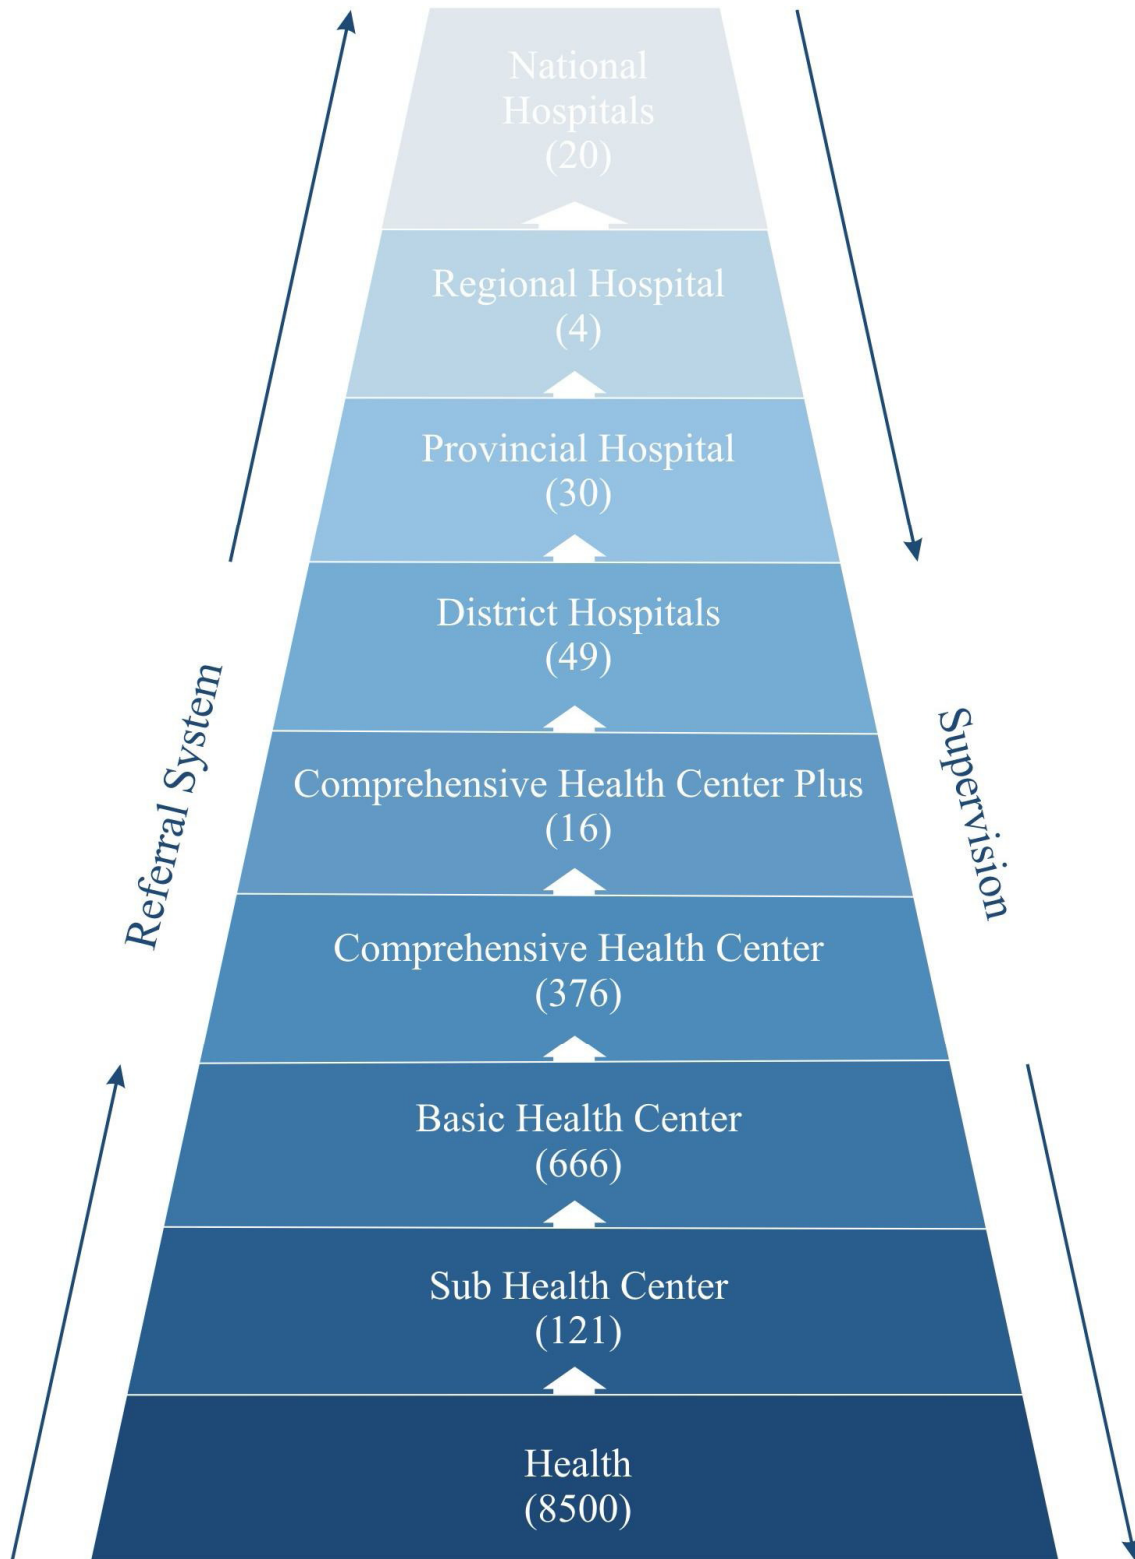 National
Hospitals
(20)
Regional Hospital
(4)
Provincial Hospital
(30)
District Hospitals
(49)
Comprehensive Health Center Plus
(16)
Comprehensive Health Center
(376)
Basic Health Center
(666)
Sub Health Center
(121)
Health
(8500)
Referral System
Supervision